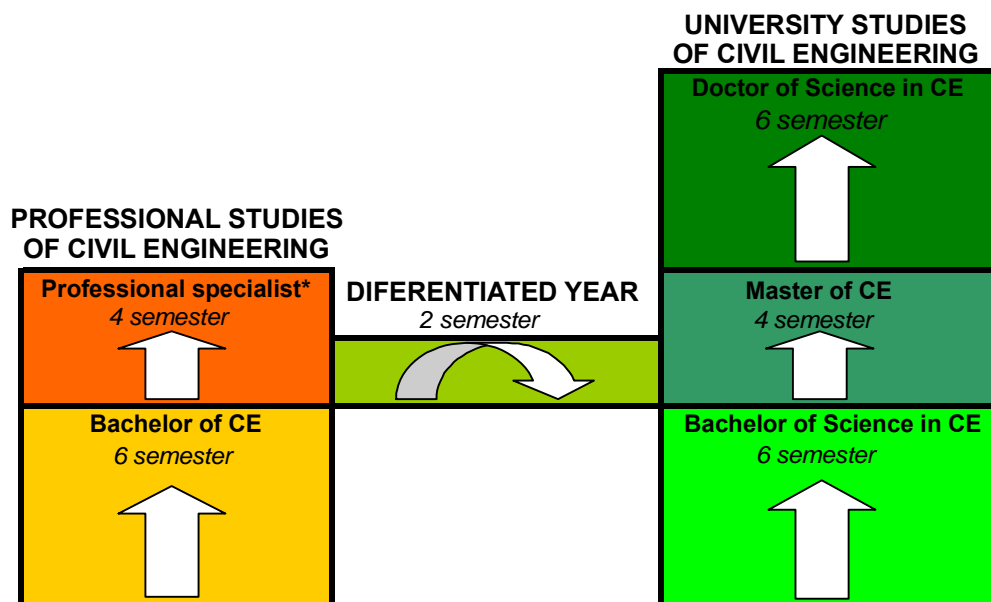 UNIVERSITY STUDIES
OF CIVIL ENGINEERING
Doctor of Science in CE
6 semester
PROFESSIONAL STUDIES
OF CIVIL ENGINEERING
Professional specialist*
4 semester
DIFERENTIATED YEAR
2 semester
Master of CE
4 semester
Bachelor of CE
6 semester
Bachelor of Science in CE
6 semester